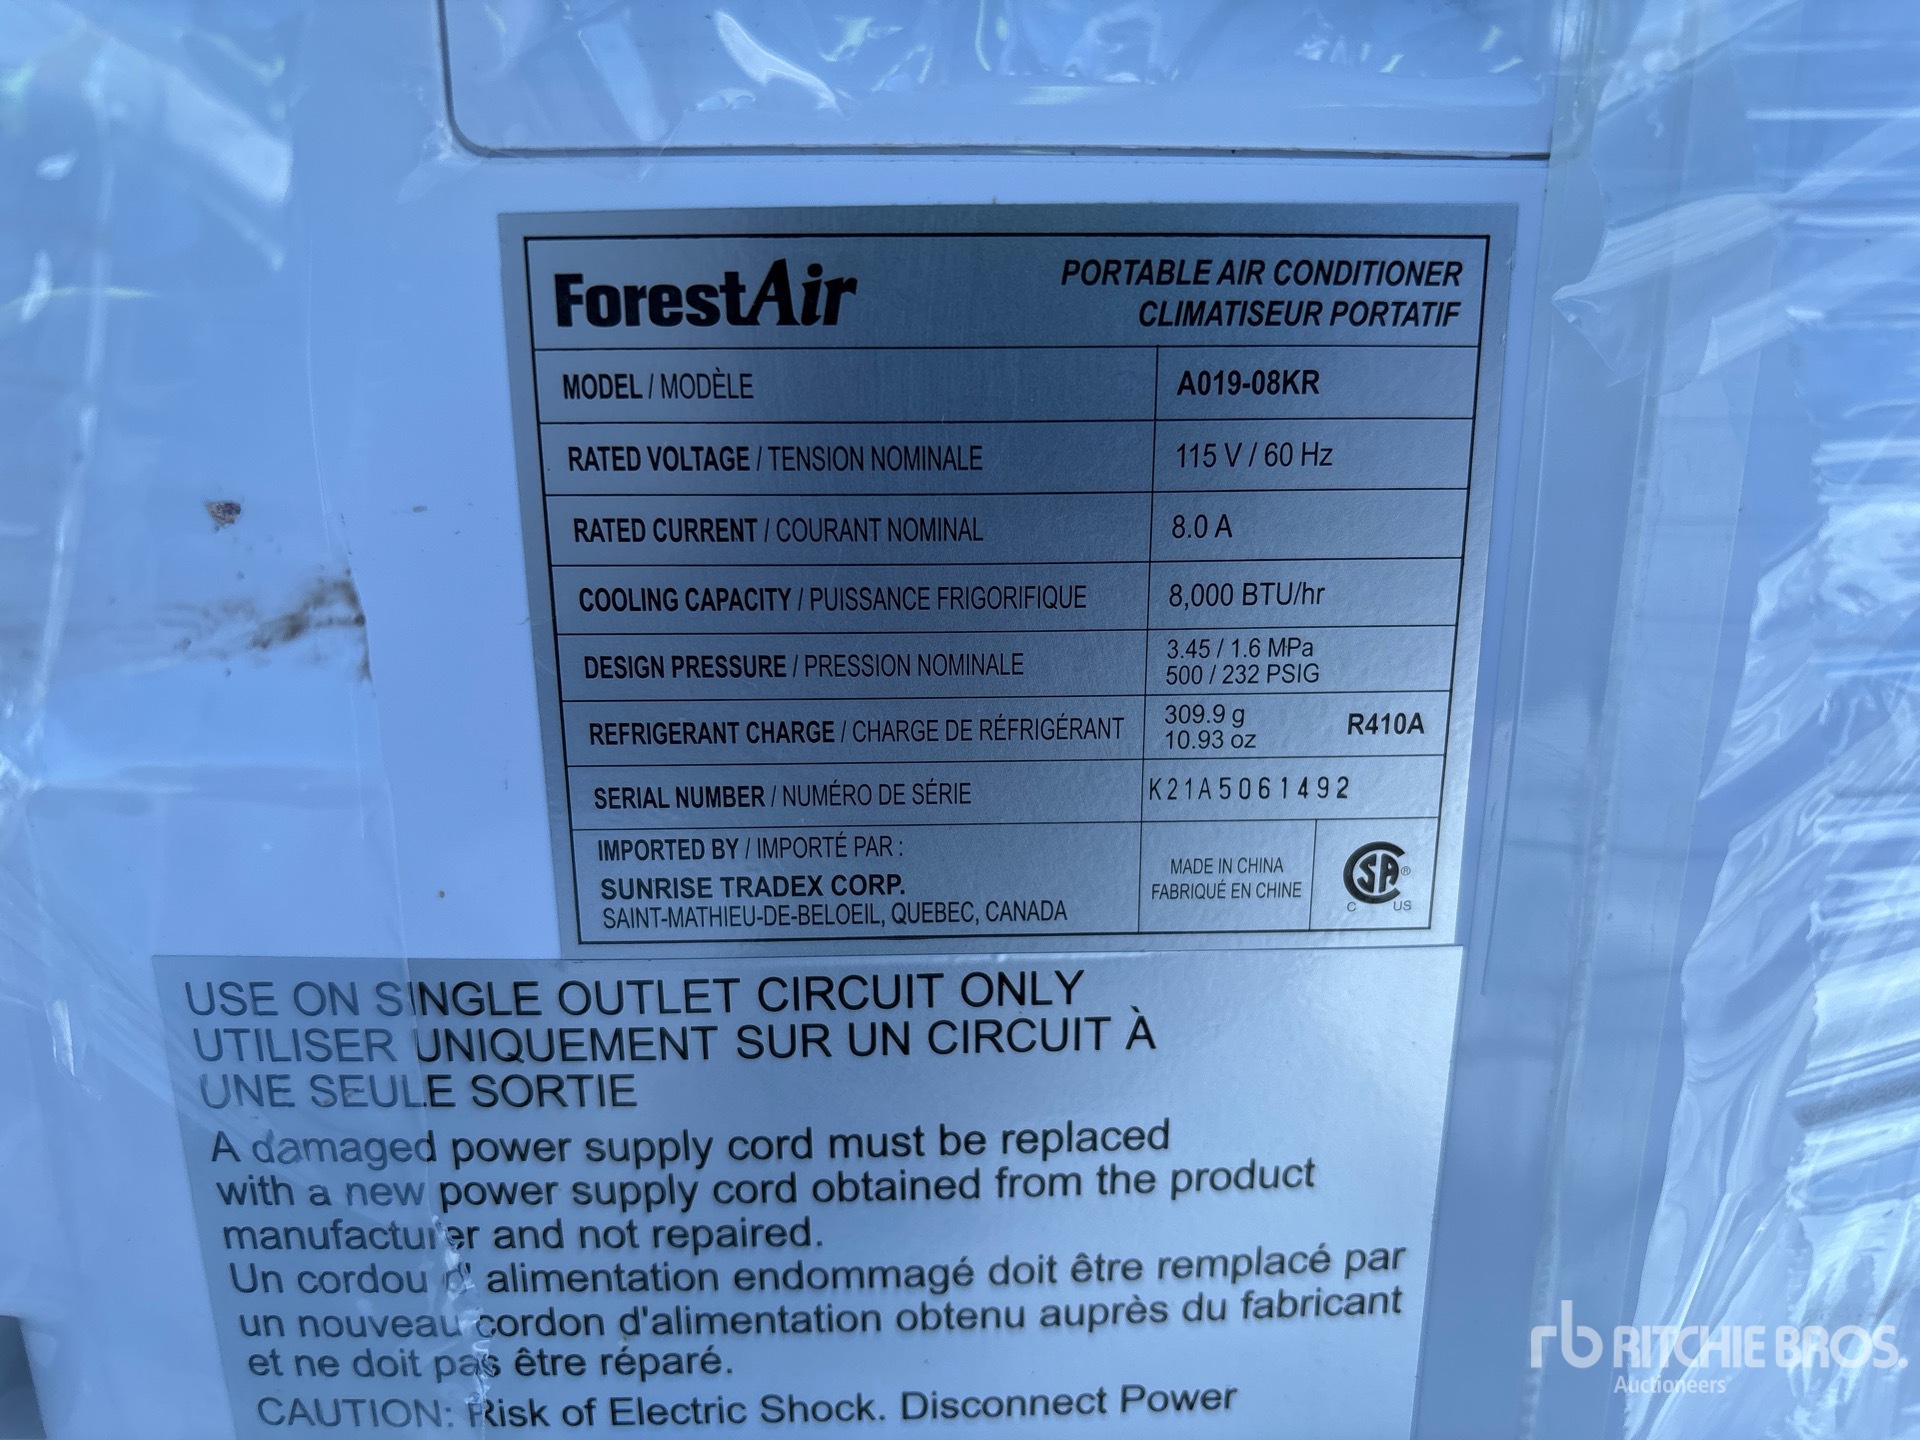 ForestAir
PORTABLE AIR CONDITIONER
CLIMATISEUR PORTATIF
MODEL / MODÈLE A019-08KR
RATED VOLTAGE / TENSION NOMINALE 115 V / 60 Hz
RATED CURRENT / COURANT NOMINAL 8.0 A
COOLING CAPACITY / PUISSANCE FRIGORIFIQUE 8,000 BTU/hr
DESIGN PRESSURE / PRESSION NOMINALE 3.45 / 1.6 MPa
500 / 232 PSIG
REFRIGERANT CHARGE / CHARGE DE RÉFRIGÉRANT 309.9 g
10.93 oz R410A
SERIAL NUMBER / NUMÉRO DE SÉRIE K21A5061492
IMPORTED BY / IMPORTÉ PAR :
SUNRISE TRADEX CORP.
SAINT-MATHIEU-DE-BELOEIL, QUEBEC, CANADA
MADE IN CHINA
FABRIQUÉ EN CHINE
CSA®
C US
USE ON SINGLE OUTLET CIRCUIT ONLY
UTILISER UNIQUEMENT SUR UN CIRCUIT À
UNE SEULE SORTIE
A damaged power supply cord must be replaced
with a new power supply cord obtained from the product
manufacturer and not repaired.
Un cordou d' alimentation endommagé doit être remplacé par
un nouveau cordon d'alimentation obtenu auprès du fabricant
et ne doit pas être réparé.
CAUTION: Risk of Electric Shock. Disconnect Power
rb RITCHIE BROS.
Auctioneers